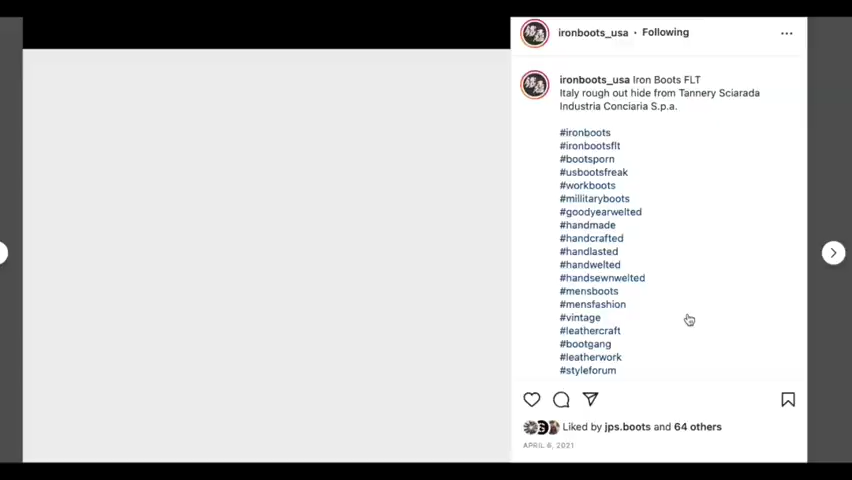 ironboots_usa • Following
ironboots_usa Iron Boots FLT
Italy rough out hide from Tannery Sciarada
Industria Conciaria S.p.a.
#ironboots
#ironbootsflt
#bootsporn
#usbootsfreak
#workboots
#millitaryboots
#goodyearwelted
#handmade
#handcrafted
#handlasted
#handwelted
#handsewnwelted
#mensboots
#mensfashion
#vintage
#leathercraft
#bootgang
#leatherwork
#styleforum
Liked by jps.boots and 64 others
APRIL 6, 2021